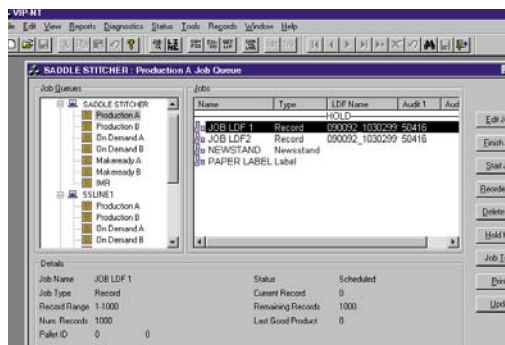 VIP-NT
Edit View Reports Diagnostics Status Tools Records Window Help
SADDLE STITCHER : Production A Job Queue
Job Queues
SADDLE STITCHER
Production A
Production B
On Demand A
On Demand B
Makeready A
Makeready B
IMR
SSLINE1
Production A
Production B
On Demand A
On Demand B
Jobs
Name Type LDF Name Audit 1 Aud
HOLD
JOB LDF 1 Record 090092_1030299 50416
JOB LDF2 Record 090092_1030299 50416
NEWSTAND Newsstand
PAPER LABEL Label
Edit J
Finish
Start
Reorde
Delete
Hold
Job I
Prin
Upd
Details
Job Name JOB LDF 1 Status Scheduled
Job Type Record Current Record 0
Record Range 1-1000 Remaining Records 1000
Num. Records 1000 Last Good Product 0
Pallet ID 0 0